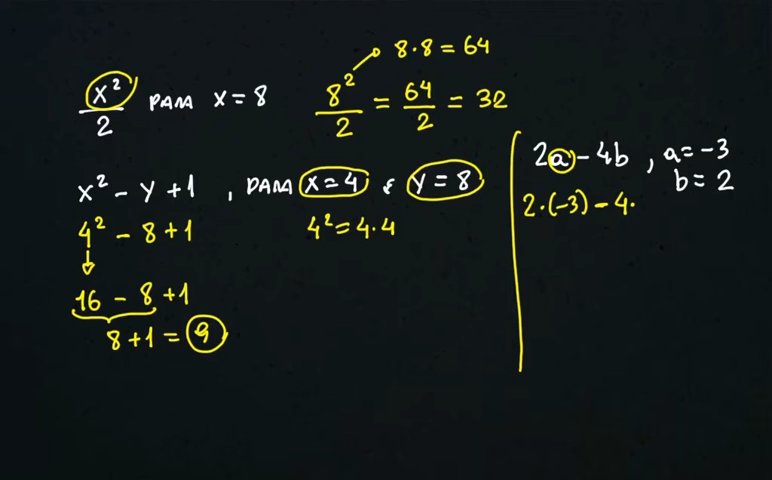 8·8=64
x²/2 PARA x=8
8²/2 = 64/2 = 32
x² - y + 1 , PARA x=4 e y=8
4² - 8 + 1
4² = 4·4
16 - 8 + 1
8 + 1 = 9
2a - 4b , a = -3
b = 2
2·(-3) - 4·